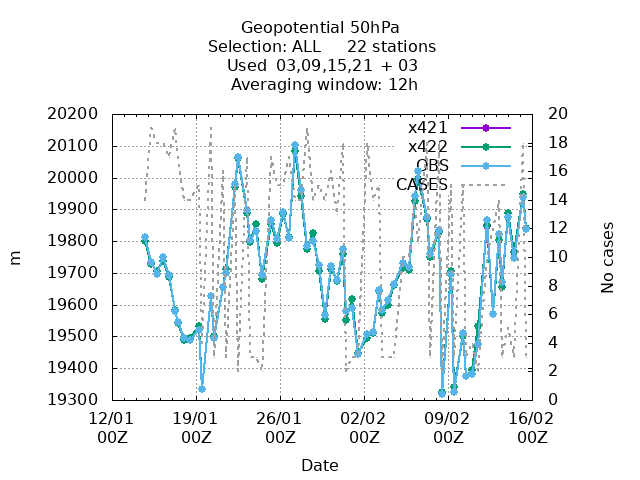 Geopotential 50hPa
Selection: ALL 22 stations
Used 03,09,15,21 + 03
Averaging window: 12h
20200
20100
20000
19900
19800
19700
19600
19500
19400
19300
m
20
18
16
14
12
10
8
6
4
2
0
No cases
x421
x422
OBS
CASES
12/01 19/01 26/01 02/02 09/02 16/02
00Z 00Z 00Z 00Z 00Z 00Z
Date